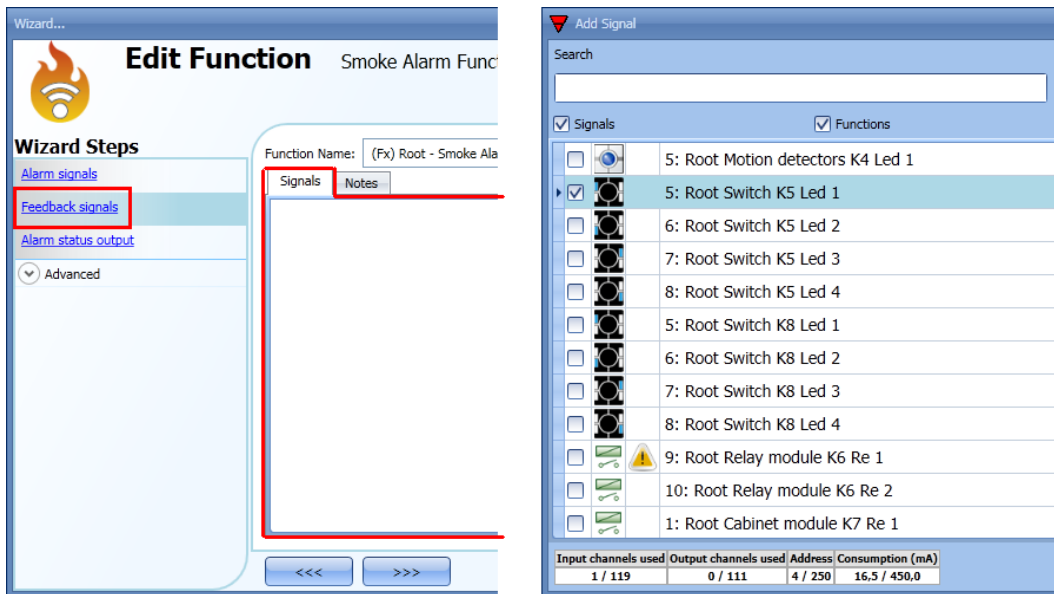 Wizard...
Edit Function Smoke Alarm Func
Wizard Steps
Alarm signals
Feedback signals
Alarm status output
Advanced
Function Name: (Fx) Root - Smoke Ala
Signals Notes
<<< >>>
Add Signal
Search
Signals Functions
5: Root Motion detectors K4 Led 1
5: Root Switch K5 Led 1
6: Root Switch K5 Led 2
7: Root Switch K5 Led 3
8: Root Switch K5 Led 4
5: Root Switch K8 Led 1
6: Root Switch K8 Led 2
7: Root Switch K8 Led 3
8: Root Switch K8 Led 4
9: Root Relay module K6 Re 1
10: Root Relay module K6 Re 2
1: Root Cabinet module K7 Re 1
Input channels used Output channels used Address Consumption (mA)
1 / 119 0 / 111 4 / 250 16,5 / 450,0